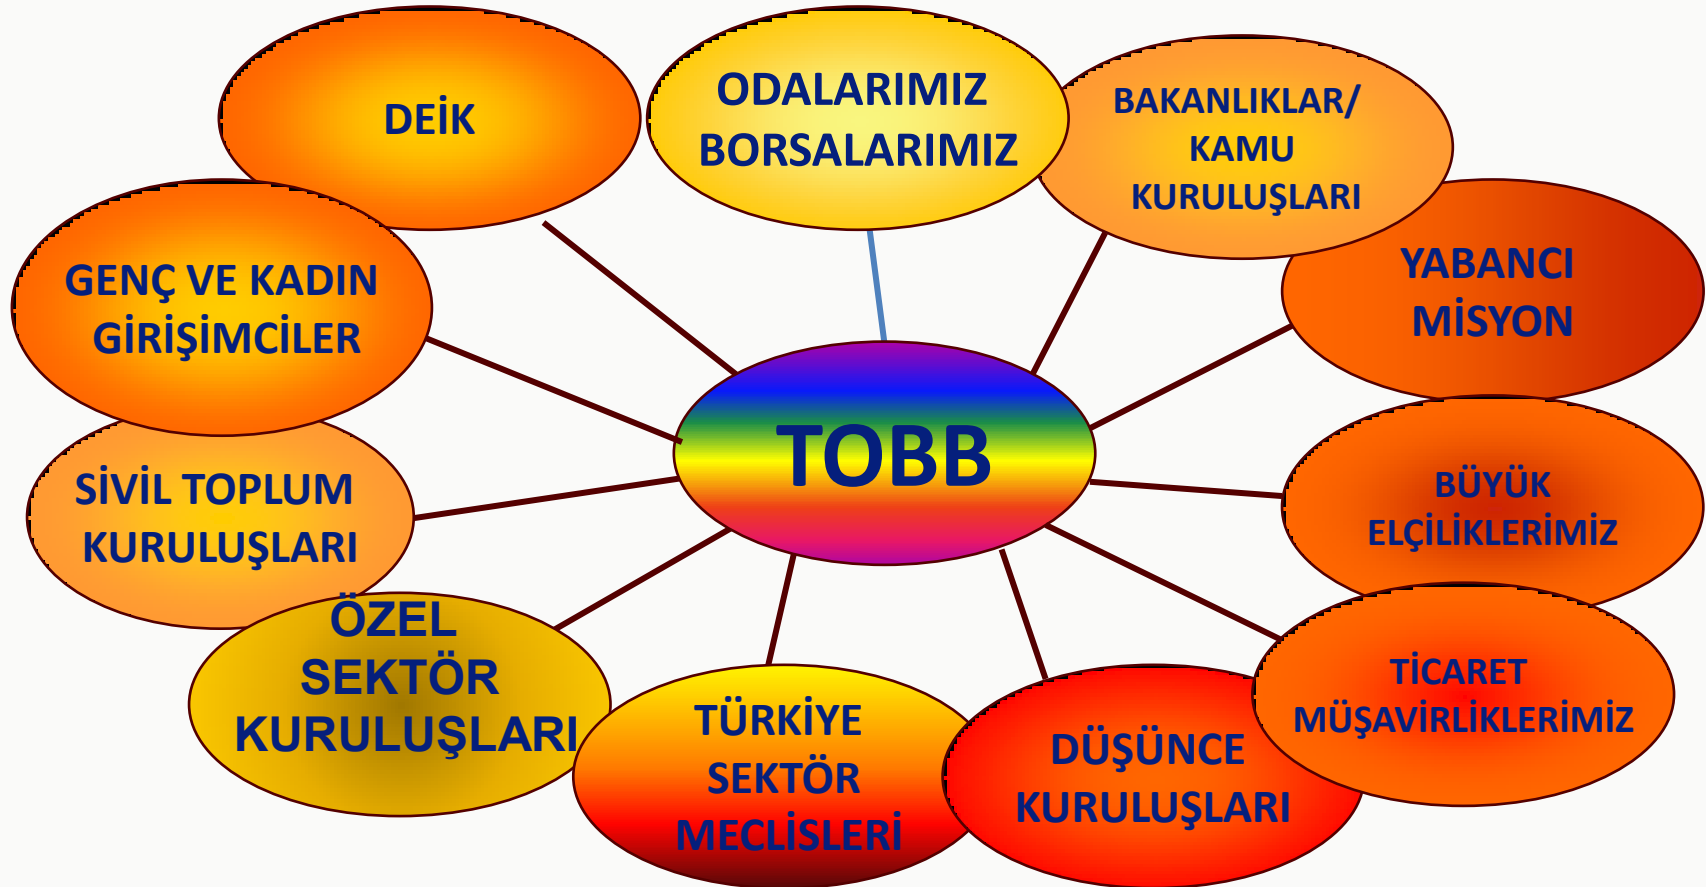 DEİK
ODALARIMIZ
BORSALARIMIZ
BAKANLIKLAR/
KAMU
KURULUŞLARI
YABANCI
MİSYON
GENÇ VE KADIN
GİRİŞİMCİLER
TOBB
SİVİL TOPLUM
KURULUŞLARI
BÜYÜK
ELÇİLİKLERİMİZ
ÖZEL
SEKTÖR
KURULUŞLARI
TÜRKİYE
SEKTÖR
MECLİSLERİ
DÜŞÜNCE
KURULUŞLARI
TİCARET
MÜŞAVİRLİKLERİMİZ